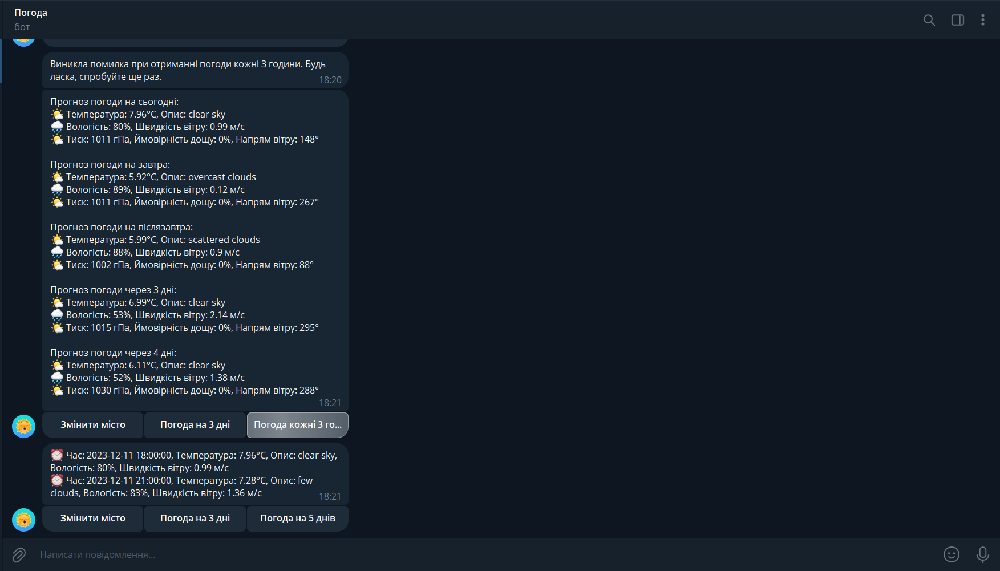 Погода
бот
Виникла помилка при отриманні погоди кожні 3 години. Будь
ласка, спробуйте ще раз.
18:20
Прогноз погоди на сьогодні:
Температура: 7.96°C, Опис: clear sky
Вологість: 80%, Швидкість вітру: 0.99 м/с
Тиск: 1011 гПа, Ймовірність дощу: 0%, Напрям вітру: 148°
Прогноз погоди на завтра:
Температура: 5.92°C, Опис: overcast clouds
Вологість: 89%, Швидкість вітру: 0.12 м/с
Тиск: 1011 гПа, Ймовірність дощу: 0%, Напрям вітру: 267°
Прогноз погоди на післязавтра:
Температура: 5.99°C, Опис: scattered clouds
Вологість: 88%, Швидкість вітру: 0.9 м/с
Тиск: 1002 гПа, Ймовірність дощу: 0%, Напрям вітру: 88°
Прогноз погоди через 3 дні:
Температура: 6.99°C, Опис: clear sky
Вологість: 53%, Швидкість вітру: 2.14 м/с
Тиск: 1015 гПа, Ймовірність дощу: 0%, Напрям вітру: 295°
Прогноз погоди через 4 дні:
Температура: 6.11°C, Опис: clear sky
Вологість: 52%, Швидкість вітру: 1.38 м/с
Тиск: 1030 гПа, Ймовірність дощу: 0%, Напрям вітру: 288°
18:21
Змінити місто
Погода на 3 дні
Погода кожні 3 го...
Час: 2023-12-11 18:00:00, Температура: 7.96°C, Опис: clear sky,
Вологість: 80%, Швидкість вітру: 0.99 м/с
Час: 2023-12-11 21:00:00, Температура: 7.28°C, Опис: few
clouds, Вологість: 83%, Швидкість вітру: 1.36 м/с
18:21
Змінити місто
Погода на 3 дні
Погода на 5 днів
Написати повідомлення...